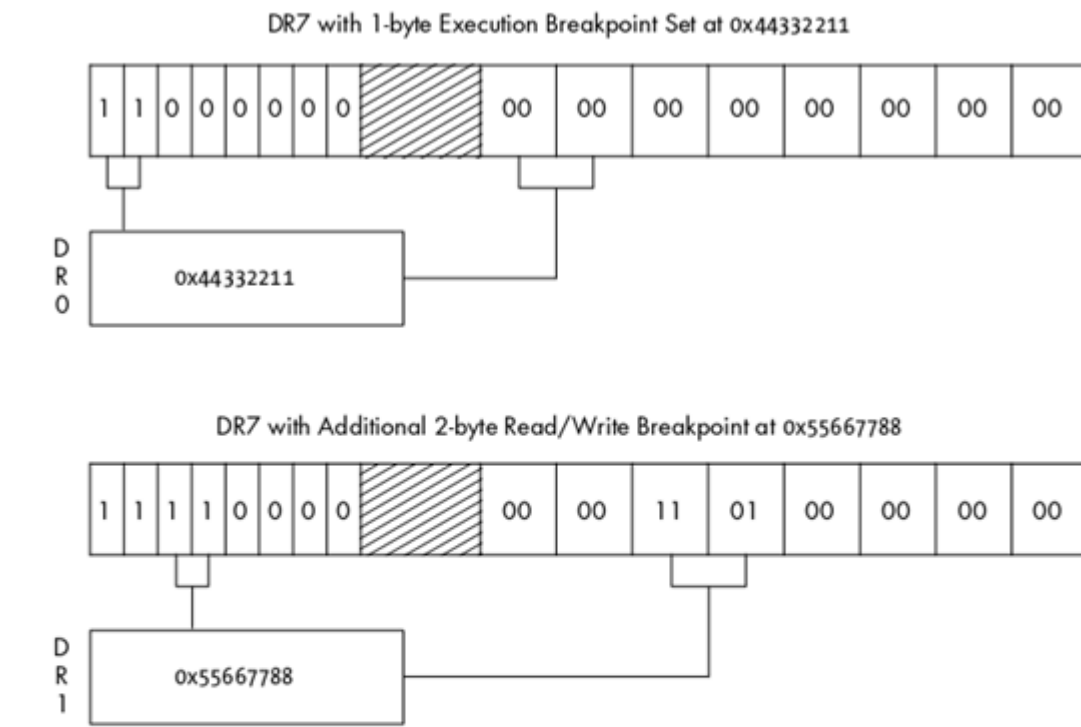 DR7 with 1-byte Execution Breakpoint Set at 0x44332211
1 1 0 0 0 0 0 0 00 00 00 00 00 00 00 00
D
R
0
0x44332211
DR7 with Additional 2-byte Read/Write Breakpoint at 0x55667788
1 1 1 1 0 0 0 0 00 00 11 01 00 00 00 00
D
R
1
0x55667788